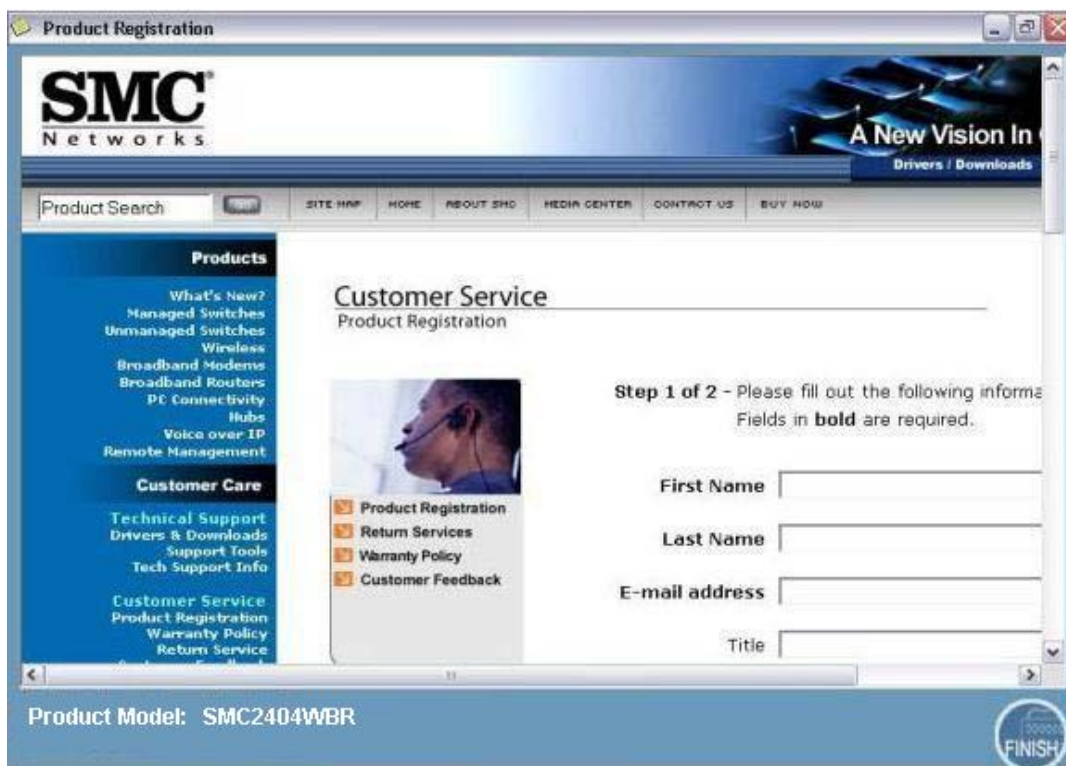 Product Registration
SMC®
Networks
A New Vision In
Drivers / Downloads
Product Search
SITE MAP
HOME
ABOUT SMC
MEDIA CENTER
CONTACT US
BUY NOW
Products
What's New?
Managed Switches
Unmanaged Switches
Wireless
Broadband Modems
Broadband Routers
PC Connectivity
Hubs
Voice over IP
Remote Management
Customer Care
Technical Support
Drivers & Downloads
Support Tools
Tech Support Info
Customer Service
Product Registration
Warranty Policy
Return Service
Customer Service
Product Registration
Product Registration
Return Services
Warranty Policy
Customer Feedback
Step 1 of 2 - Please fill out the following informa
Fields in bold are required.
First Name
Last Name
E-mail address
Title
Product Model: SMC2404WBR
FINISH